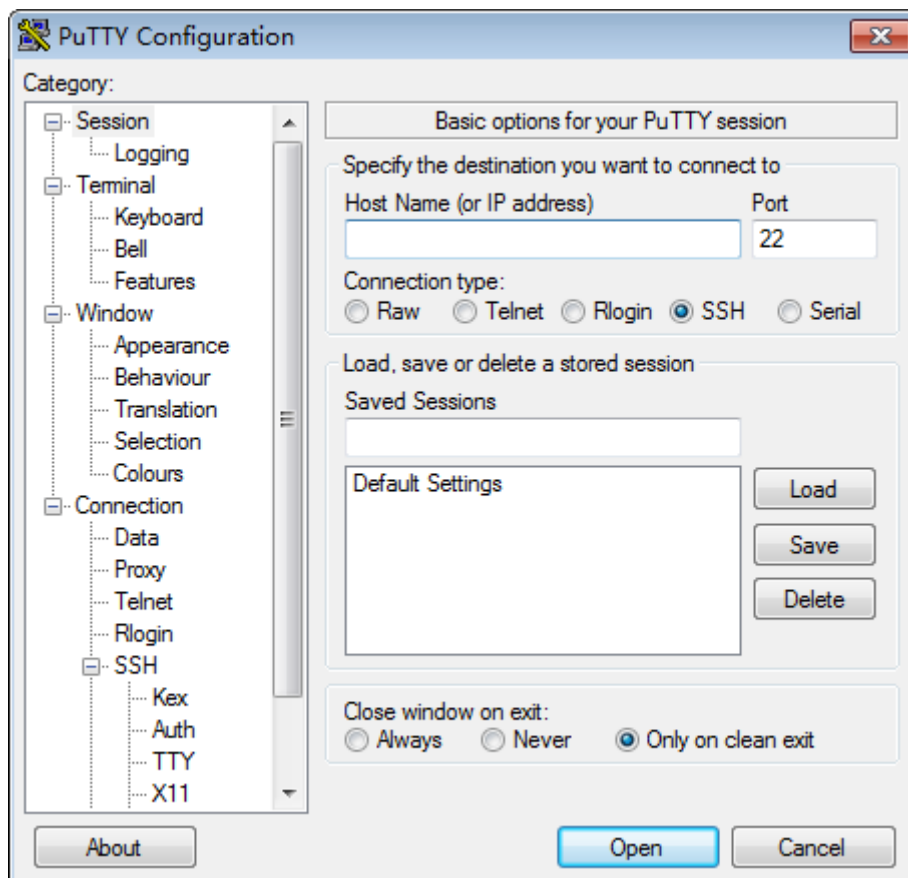 PuTTY Configuration
Category:
Session
Logging
Terminal
Keyboard
Bell
Features
Window
Appearance
Behaviour
Translation
Selection
Colours
Connection
Data
Proxy
Telnet
Rlogin
SSH
Kex
Auth
TTY
X11
Basic options for your PuTTY session
Specify the destination you want to connect to
Host Name (or IP address) Port
22
Connection type:
Raw Telnet Rlogin SSH Serial
Load, save or delete a stored session
Saved Sessions
Default Settings
Load
Save
Delete
Close window on exit:
Always Never Only on clean exit
About Open Cancel